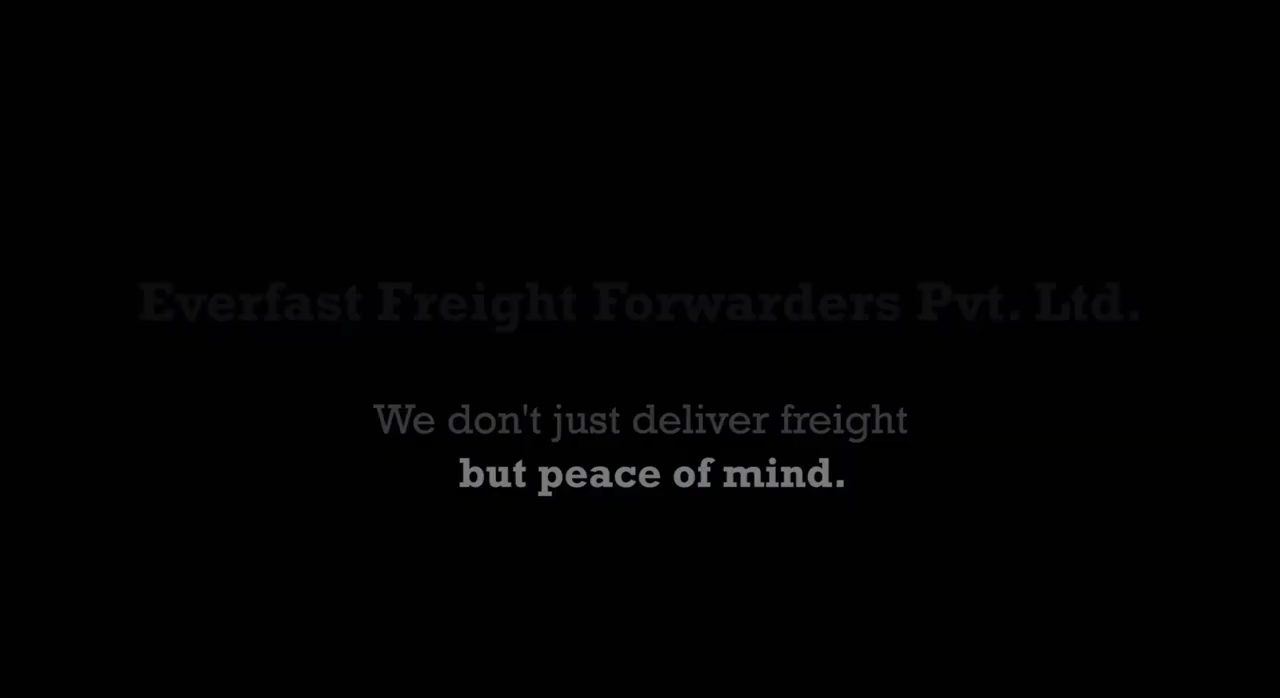 Everfast Freight Forwarders Pvt. Ltd.
We don't just deliver freight
but peace of mind.